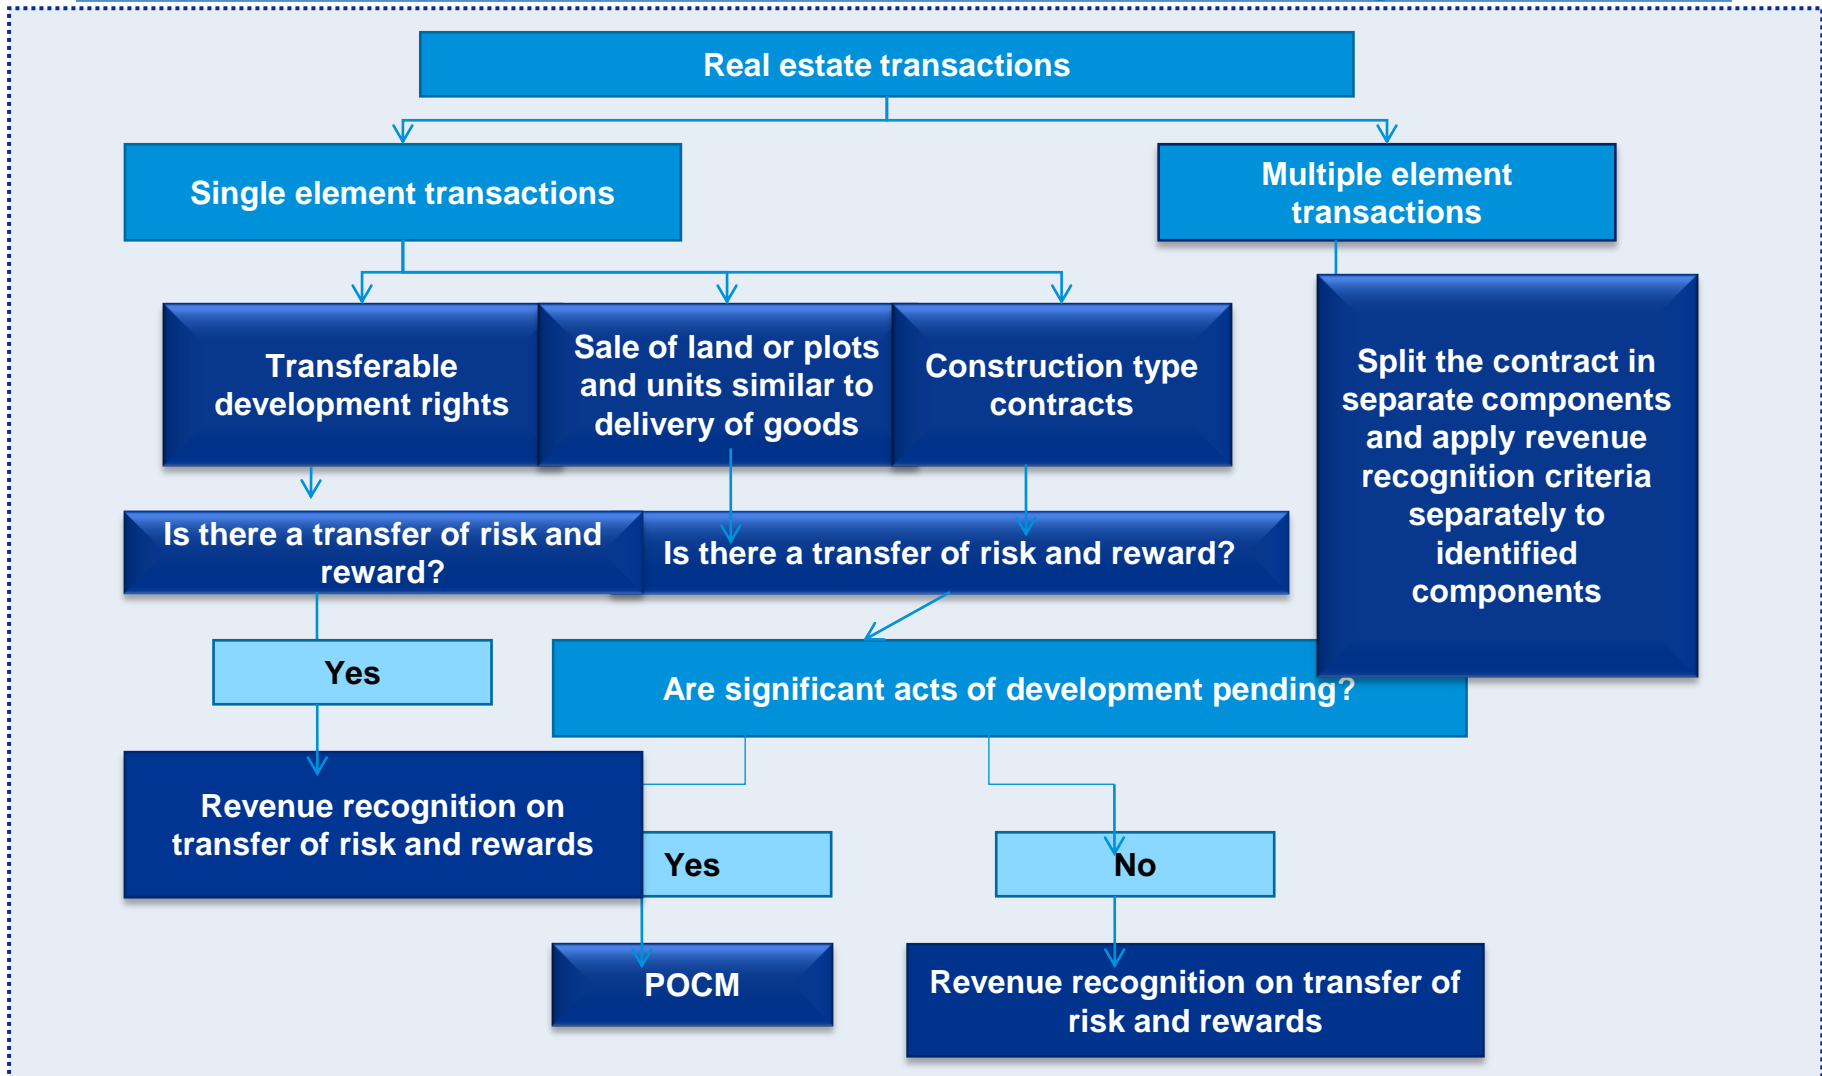 Real estate transactions
Single element transactions
Multiple element
transactions
Transferable
development rights
Sale of land or plots
and units similar to
delivery of goods
Construction type
contracts
Split the contract in
separate components
and apply revenue
recognition criteria
separately to
identified
components
Is there a transfer of risk and
reward?
Is there a transfer of risk and reward?
Yes
Are significant acts of development pending?
Revenue recognition on
transfer of risk and rewards
Yes
No
POCM
Revenue recognition on transfer of
risk and rewards